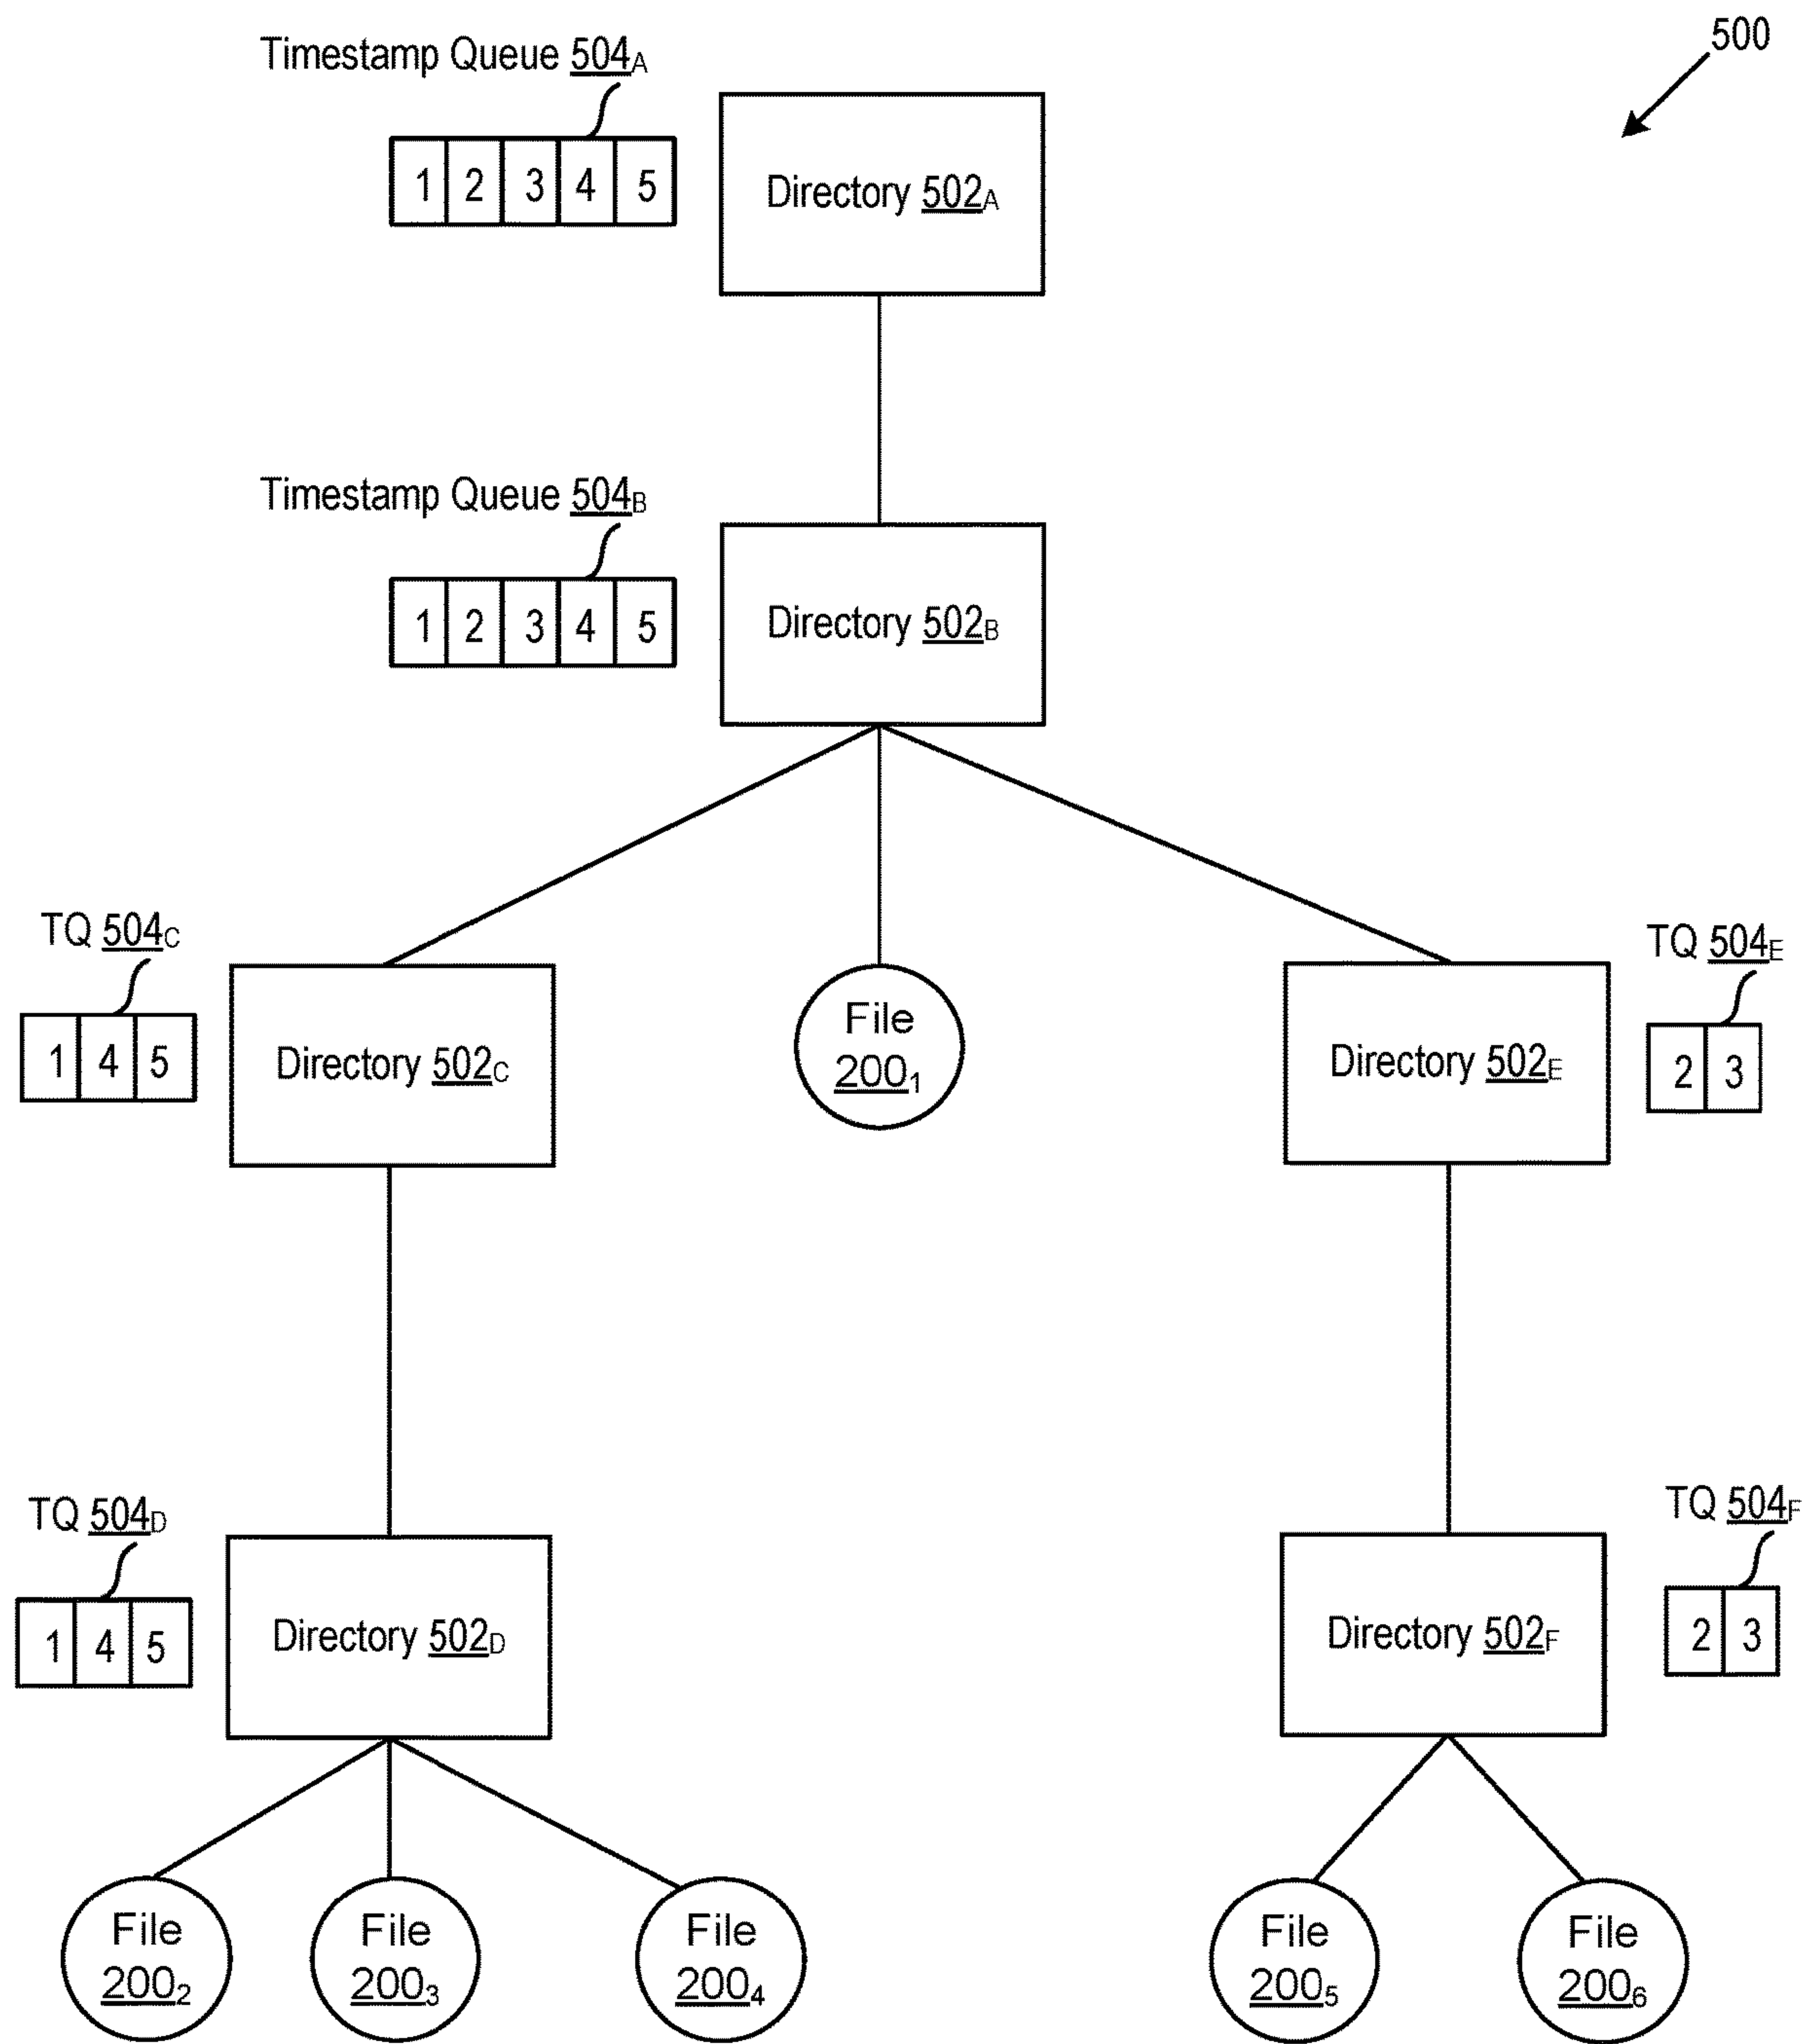 500
Timestamp Queue 504A
1 2 3 4 5
Directory 502A
Timestamp Queue 504B
1 2 3 4 5
Directory 502B
TQ 504C
1 4 5
Directory 502C
File
2001
TQ 504E
2 3
Directory 502E
TQ 504D
1 4 5
Directory 502D
TQ 504F
2 3
Directory 502F
File
2002
File
2003
File
2004
File
2005
File
2006